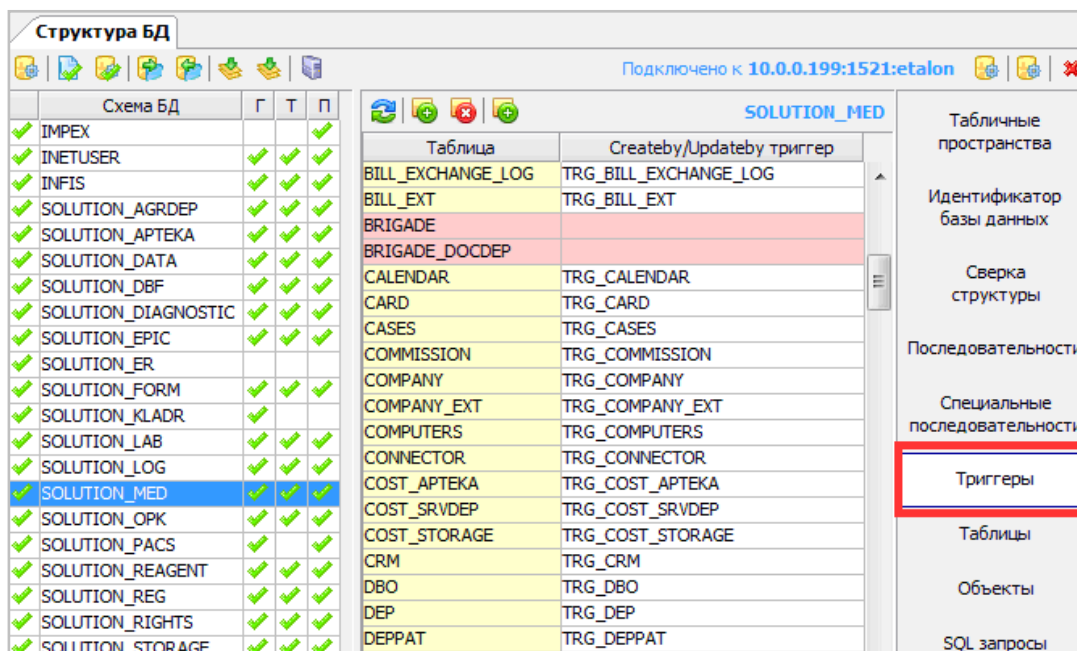 Структура БД
Подключено к 10.0.0.199:1521:etalon
Схема БД Г Т П
IMPEX
INETUSER
INFIS
SOLUTION_AGRDEP
SOLUTION_APTEKA
SOLUTION_DATA
SOLUTION_DBF
SOLUTION_DIAGNOSTIC
SOLUTION_EPIC
SOLUTION_ER
SOLUTION_FORM
SOLUTION_KLADR
SOLUTION_LAB
SOLUTION_LOG
SOLUTION_MED
SOLUTION_OPK
SOLUTION_PACS
SOLUTION_REAGENT
SOLUTION_REG
SOLUTION_RIGHTS
SOLUTION_STORAGE
SOLUTION_MED
Таблица Createby/Updateby триггер
BILL_EXCHANGE_LOG TRG_BILL_EXCHANGE_LOG
BILL_EXT TRG_BILL_EXT
BRIGADE
BRIGADE_DOCDEP
CALENDAR TRG_CALENDAR
CARD TRG_CARD
CASES TRG_CASES
COMMISSION TRG_COMMISSION
COMPANY TRG_COMPANY
COMPANY_EXT TRG_COMPANY_EXT
COMPUTERS TRG_COMPUTERS
CONNECTOR TRG_CONNECTOR
COST_APTEKA TRG_COST_APTEKA
COST_SRVDEP TRG_COST_SRVDEP
COST_STORAGE TRG_COST_STORAGE
CRM TRG_CRM
DBO TRG_DBO
DEP TRG_DEP
DEPPAT TRG_DEPPAT
Табличные
пространства
Идентификатор
базы данных
Сверка
структуры
Последовательности
Специальные
последовательности
Триггеры
Таблицы
Объекты
SQL запросы